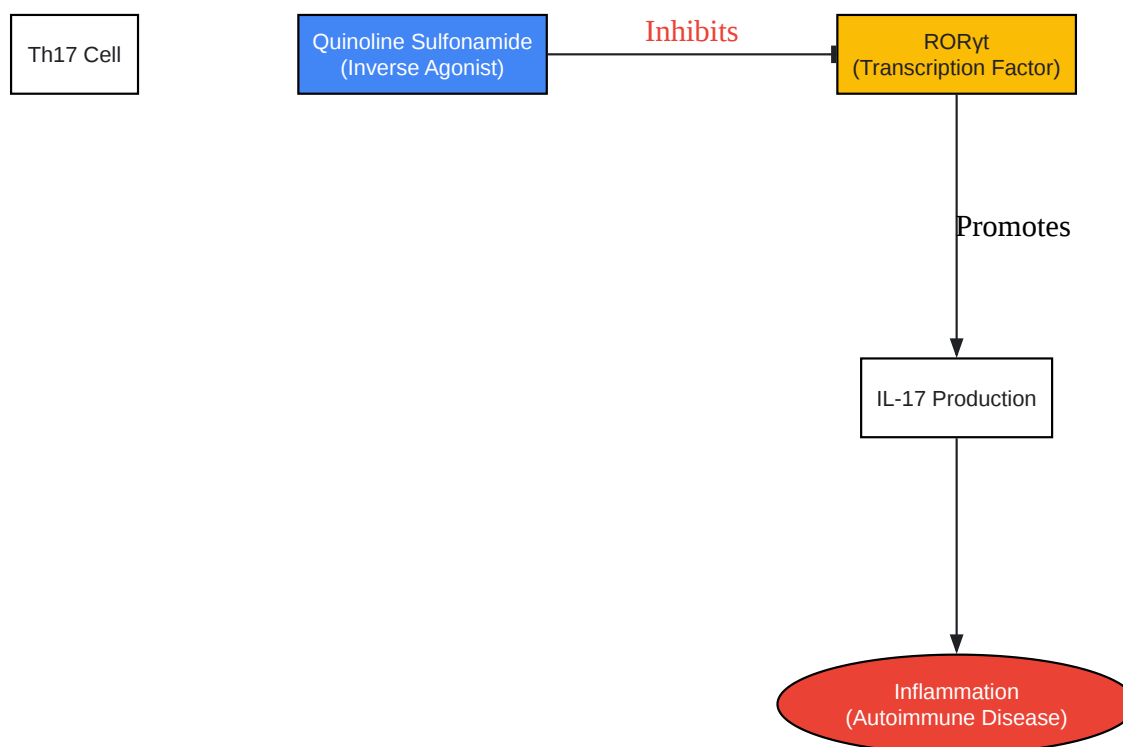 Th17 Cell
Quinoline Sulfonamide
(Inverse Agonist)
Inhibits
RORγt
(Transcription Factor)
Promotes
IL-17 Production
Inflammation
(Autoimmune Disease)